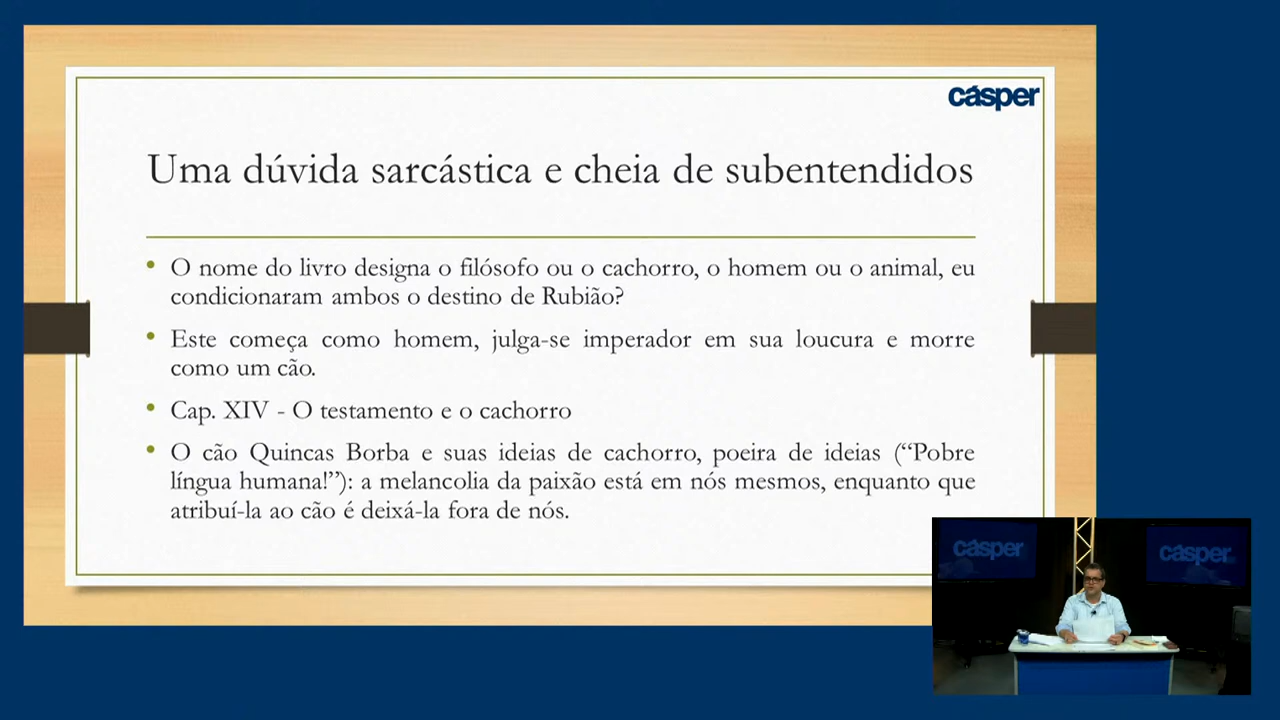 cásper
Uma dúvida sarcástica e cheia de subentendidos
• O nome do livro designa o filósofo ou o cachorro, o homem ou o animal, eu
condicionaram ambos o destino de Rubião?
• Este começa como homem, julga-se imperador em sua loucura e morre
como um cão.
• Cap. XIV - O testamento e o cachorro
• O cão Quincas Borba e suas ideias de cachorro, poeira de ideias (“Pobre
língua humana!”): a melancolia da paixão está em nós mesmos, enquanto que
atribuí-la ao cão é deixá-la fora de nós.
cásper
cásper